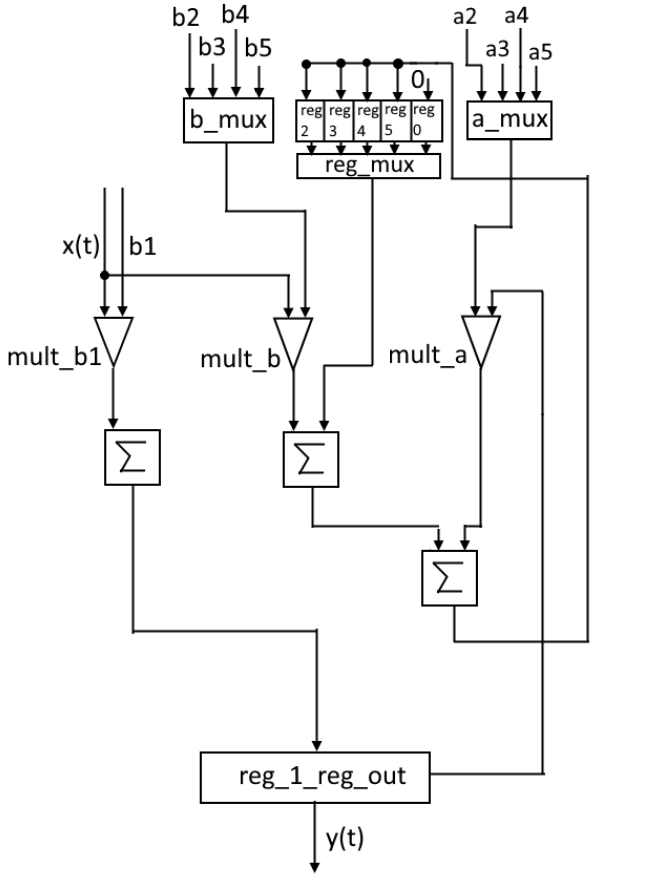 b2 b4 a2 a4
b3 b5 a3 a5
0
b_mux reg reg reg reg reg a_mux
2 3 4 5 0
reg_mux
x(t) b1
mult_b1 mult_b mult_a
Σ Σ
Σ
reg_1_reg_out
y(t)